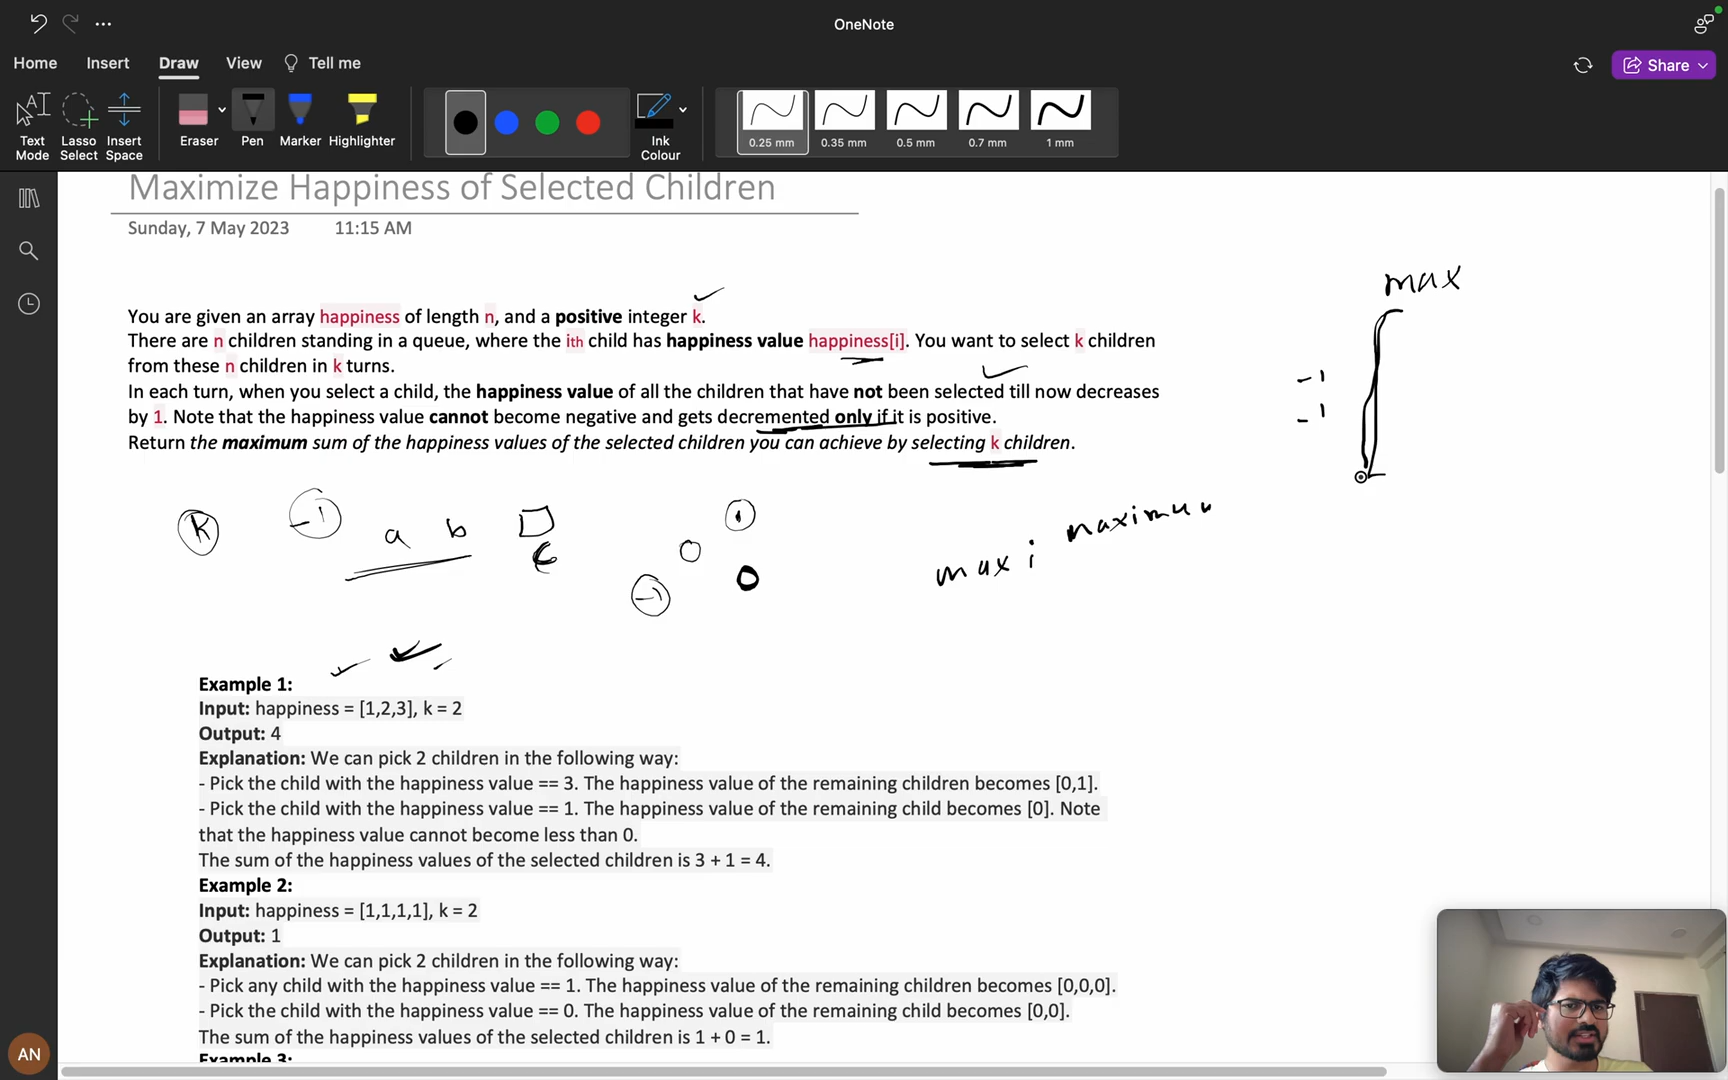 OneNote
Home Insert Draw View Tell me
Share
Text Mode
Lasso Select
Insert Space
Eraser
Pen
Marker
Highlighter
Ink Colour
0.25 mm
0.35 mm
0.5 mm
0.7 mm
1 mm
Maximize Happiness of Selected Children
Sunday, 7 May 2023 11:15 AM
max
You are given an array happiness of length n, and a positive integer k.
There are n children standing in a queue, where the ith child has happiness value happiness[i]. You want to select k children
from these n children in k turns.
In each turn, when you select a child, the happiness value of all the children that have not been selected till now decreases
by 1. Note that the happiness value cannot become negative and gets decremented only if it is positive.
Return the maximum sum of the happiness values of the selected children you can achieve by selecting k children.
-1
-1
K -1 a b
maxi
Example 1:
Input: happiness = [1,2,3], k = 2
Output: 4
Explanation: We can pick 2 children in the following way:
- Pick the child with the happiness value == 3. The happiness value of the remaining children becomes [0,1].
- Pick the child with the happiness value == 1. The happiness value of the remaining child becomes [0]. Note
that the happiness value cannot become less than 0.
The sum of the happiness values of the selected children is 3 + 1 = 4.
Example 2:
Input: happiness = [1,1,1,1], k = 2
Output: 1
Explanation: We can pick 2 children in the following way:
- Pick any child with the happiness value == 1. The happiness value of the remaining children becomes [0,0,0].
- Pick the child with the happiness value == 0. The happiness value of the remaining child becomes [0,0].
The sum of the happiness values of the selected children is 1 + 0 = 1.
Example 3:
AN